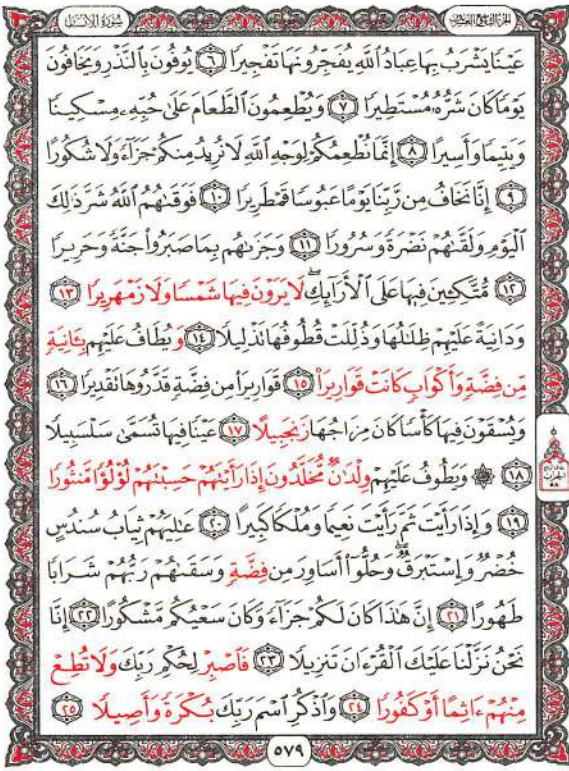 سُورَةُ الإِنسَانِ
الجزء التاسع والعشرون
عَيْنًا يَشْرَبُ بِهَا عِبَادُ ٱللَّهِ يُفَجِّرُونَهَا تَفْجِيرًا ٦ يُوفُونَ بِٱلنَّذْرِ وَيَخَافُونَ
يَوْمًا كَانَ شَرُّهُۥ مُسْتَطِيرًا ٧ وَيُطْعِمُونَ ٱلطَّعَامَ عَلَىٰ حُبِّهِۦ مِسْكِينًا
وَيَتِيمًا وَأَسِيرًا ٨ إِنَّمَا نُطْعِمُكُمْ لِوَجْهِ ٱللَّهِ لَا نُرِيدُ مِنكُمْ جَزَآءً وَلَا شُكُورًا
٩ إِنَّا نَخَافُ مِن رَّبِّنَا يَوْمًا عَبُوسًا قَمْطَرِيرًا ١٠ فَوَقَىٰهُمُ ٱللَّهُ شَرَّ ذَٰلِكَ
ٱلْيَوْمِ وَلَقَّىٰهُمْ نَضْرَةً وَسُرُورًا ١١ وَجَزَىٰهُم بِمَا صَبَرُوا۟ جَنَّةً وَحَرِيرًا
١٢ مُّتَّكِـِٔينَ فِيهَا عَلَى ٱلْأَرَآئِكِ ۖ لَا يَرَوْنَ فِيهَا شَمْسًا وَلَا زَمْهَرِيرًا ١٣
وَدَانِيَةً عَلَيْهِمْ ظِلَٰلُهَا وَذُلِّلَتْ قُطُوفُهَا تَذْلِيلًا ١٤ وَيُطَافُ عَلَيْهِم بِـَٔانِيَةٍ
مِّن فِضَّةٍ وَأَكْوَابٍ كَانَتْ قَوَارِيرَا۠ ١٥ قَوَارِيرَا۟ مِن فِضَّةٍ قَدَّرُوهَا تَقْدِيرًا ١٦
وَيُسْقَوْنَ فِيهَا كَأْسًا كَانَ مِزَاجُهَا زَنجَبِيلًا ١٧ عَيْنًا فِيهَا تُسَمَّىٰ سَلْسَبِيلًا
١٨ ۞ وَيَطُوفُ عَلَيْهِمْ وِلْدَٰنٌ مُّخَلَّدُونَ إِذَا رَأَيْتَهُمْ حَسِبْتَهُمْ لُؤْلُؤًا مَّنثُورًا
١٩ وَإِذَا رَأَيْتَ ثَمَّ رَأَيْتَ نَعِيمًا وَمُلْكًا كَبِيرًا ٢٠ عَٰلِيَهُمْ ثِيَابُ سُندُسٍ
خُضْرٌ وَإِسْتَبْرَقٌ ۖ وَحُلُّوٓا۟ أَسَاوِرَ مِن فِضَّةٍ وَسَقَىٰهُمْ رَبُّهُمْ شَرَابًا
طَهُورًا ٢١ إِنَّ هَٰذَا كَانَ لَكُمْ جَزَآءً وَكَانَ سَعْيُكُم مَّشْكُورًا ٢٢ إِنَّا
نَحْنُ نَزَّلْنَا عَلَيْكَ ٱلْقُرْءَانَ تَنزِيلًا ٢٣ فَٱصْبِرْ لِحُكْمِ رَبِّكَ وَلَا تُطِعْ
مِنْهُمْ ءَاثِمًا أَوْ كَفُورًا ٢٤ وَٱذْكُرِ ٱسْمَ رَبِّكَ بُكْرَةً وَأَصِيلًا ٢٥
٥٧٩